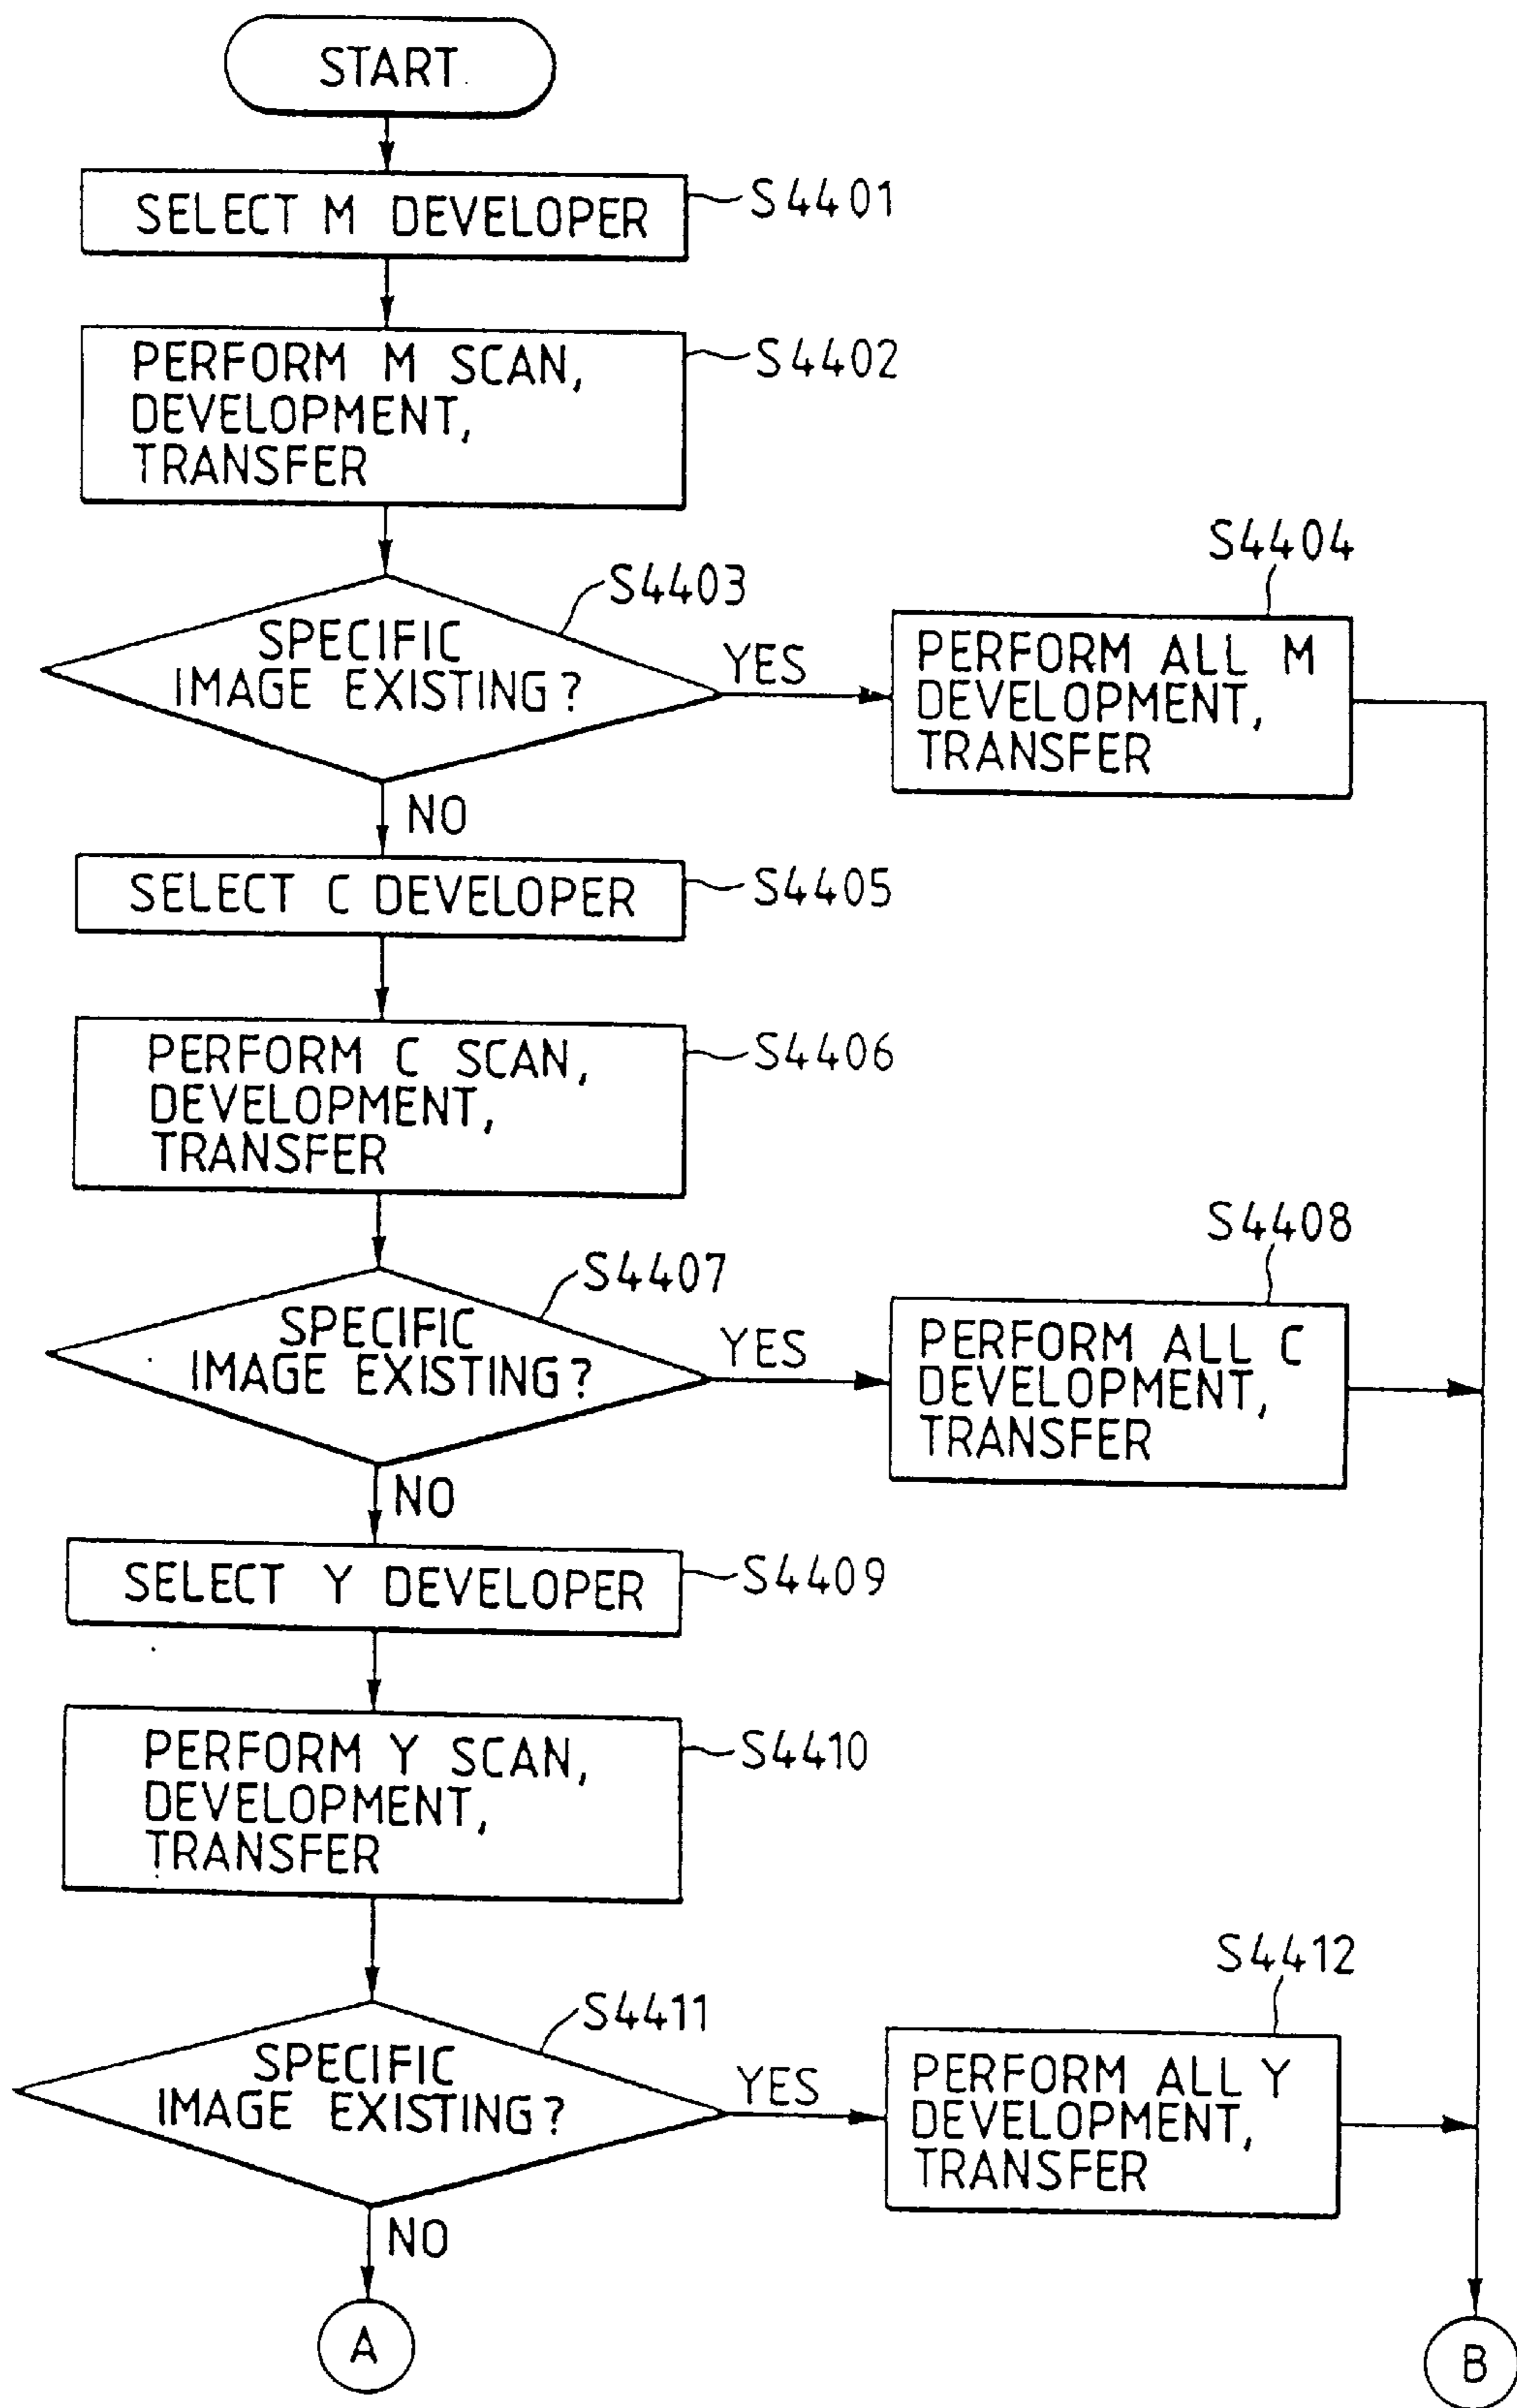 START
SELECT M DEVELOPER
S4401
PERFORM M SCAN,
DEVELOPMENT,
TRANSFER
S4402
SPECIFIC
IMAGE EXISTING?
S4403
YES
S4404
PERFORM ALL M
DEVELOPMENT,
TRANSFER
NO
SELECT C DEVELOPER
S4405
PERFORM C SCAN,
DEVELOPMENT,
TRANSFER
S4406
SPECIFIC
IMAGE EXISTING?
S4407
YES
S4408
PERFORM ALL C
DEVELOPMENT,
TRANSFER
NO
SELECT Y DEVELOPER
S4409
PERFORM Y SCAN,
DEVELOPMENT,
TRANSFER
S4410
SPECIFIC
IMAGE EXISTING?
S4411
YES
S4412
PERFORM ALL Y
DEVELOPMENT,
TRANSFER
NO
A
B